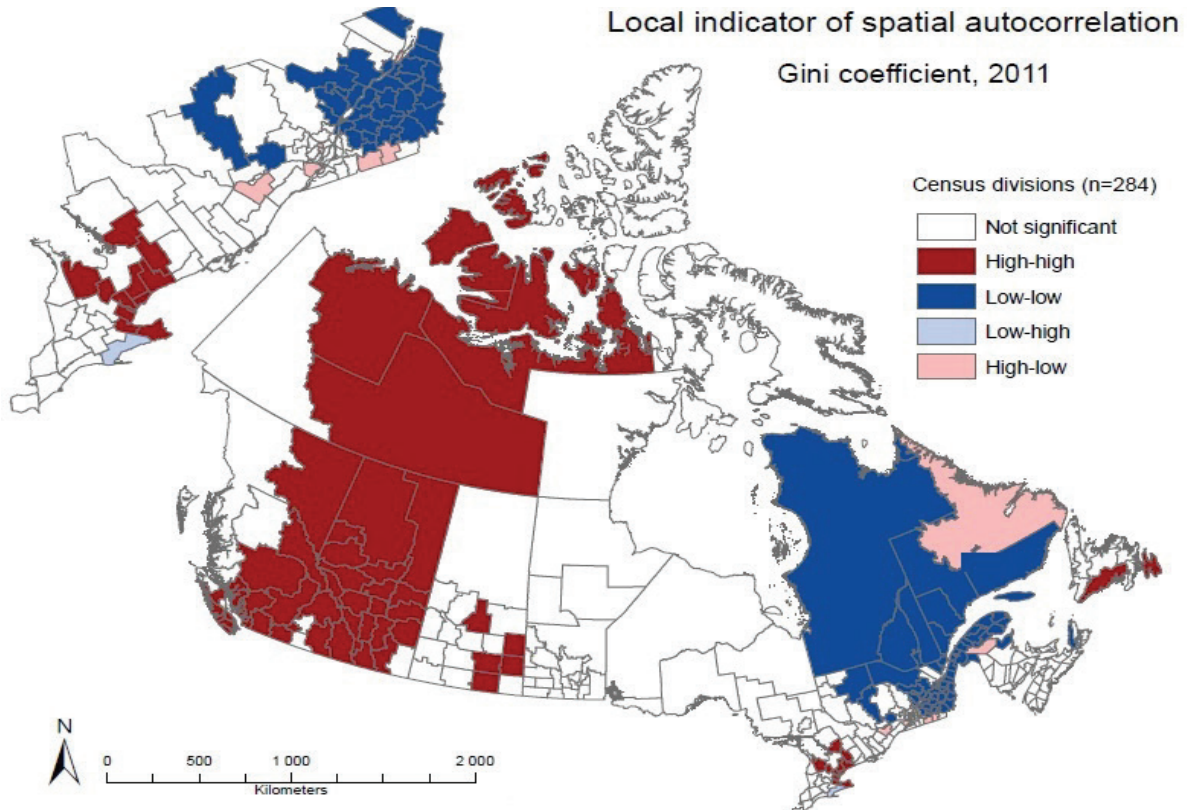 Local indicator of spatial autocorrelation
Gini coefficient, 2011
Census divisions (n=284)
Not significant
High-high
Low-low
Low-high
High-low
N
0 500 1 000 2 000
Kilometers